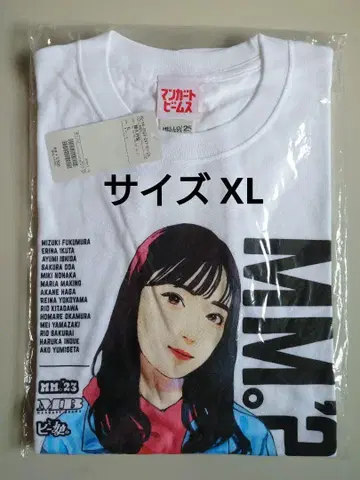 マンガート
ビームス
サイズ XL
MIZUKI FUKUMURA
ERINA IKUTA
AYUMI ISHIDA
SAKURA ODA
MIKI NONAKA
MARIA MAKINO
AKANE HAGA
REINA YOKOYAMA
RIO KITAGAWA
HOMARE OKAMURA
MEI YAMAZAKI
RIO SAKURAI
HARUKA INOUE
AKO YUMIGETA
MM.'2
MM. 23
MB